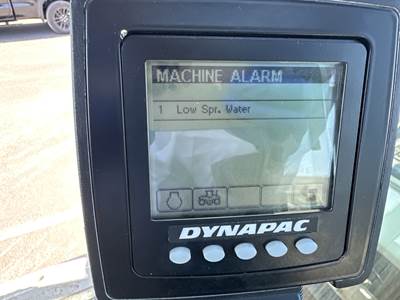 MACHINE ALARM
1 Low Spr. Water
DYNAPAC